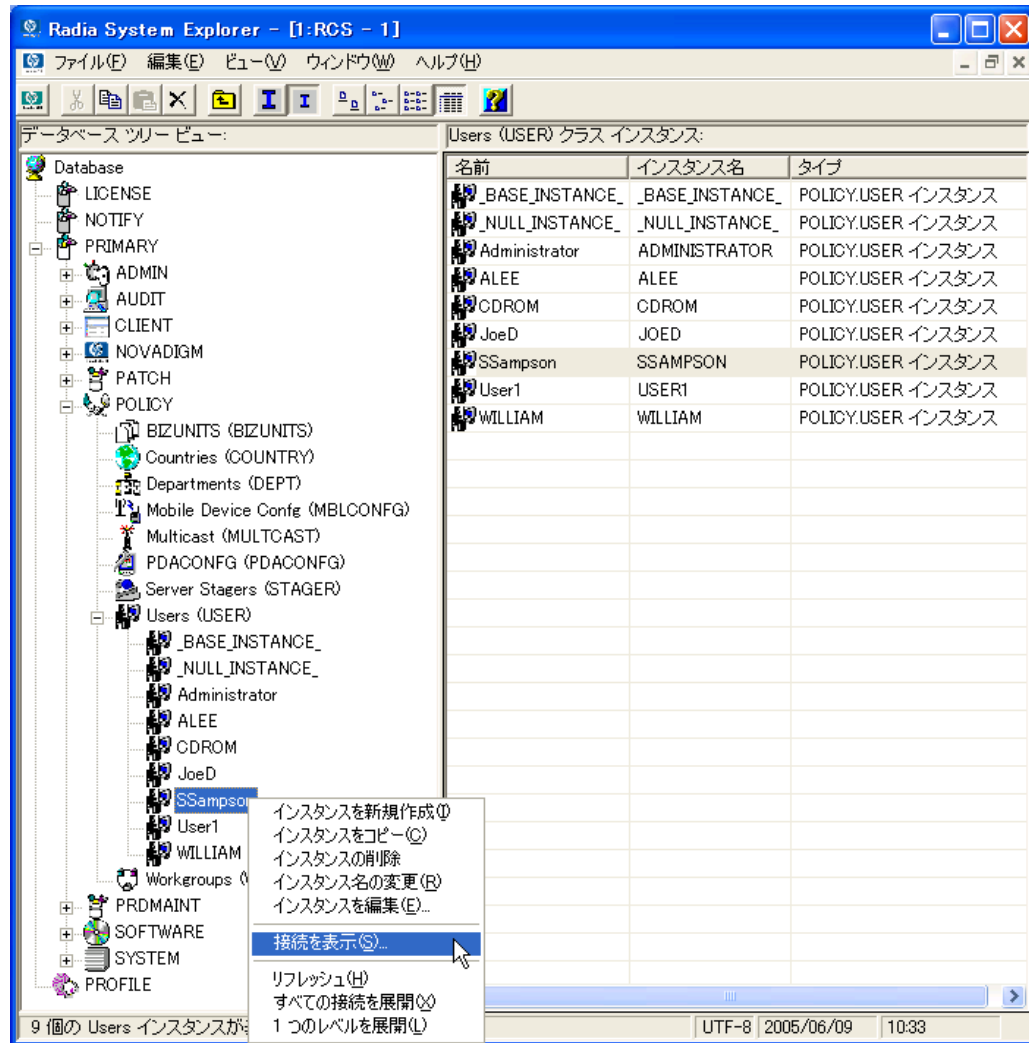 Radia System Explorer - [1:RCS - 1]
ファイル(F) 編集(E) ビュー(V) ウィンドウ(W) ヘルプ(H)
データベース ツリー ビュー:
Database
LICENSE
NOTIFY
PRIMARY
ADMIN
AUDIT
CLIENT
NOVADIGM
PATCH
POLICY
BIZUNITS (BIZUNITS)
Countries (COUNTRY)
Departments (DEPT)
Mobile Device Confg (MBLCONFG)
Multicast (MULTCAST)
PDACONFG (PDACONFG)
Server Stagers (STAGER)
Users (USER)
_BASE_INSTANCE_
_NULL_INSTANCE_
Administrator
ALEE
CDROM
JoeD
SSampson
User1
WILLIAM
Workgroups
PRDMAINT
SOFTWARE
SYSTEM
PROFILE
インスタンスを新規作成(I)
インスタンスをコピー(C)
インスタンスの削除
インスタンス名の変更(R)
インスタンスを編集(E)...
接続を表示(S)...
リフレッシュ(H)
すべての接続を展開(X)
1 つのレベルを展開(L)
Users (USER) クラス インスタンス:
名前 インスタンス名 タイプ
_BASE_INSTANCE_ _BASE_INSTANCE_ POLICY.USER インスタンス
_NULL_INSTANCE_ _NULL_INSTANCE_ POLICY.USER インスタンス
Administrator ADMINISTRATOR POLICY.USER インスタンス
ALEE ALEE POLICY.USER インスタンス
CDROM CDROM POLICY.USER インスタンス
JoeD JOED POLICY.USER インスタンス
SSampson SSAMPSON POLICY.USER インスタンス
User1 USER1 POLICY.USER インスタンス
WILLIAM WILLIAM POLICY.USER インスタンス
9 個の Users インスタンスが UTF-8 2005/06/09 10:33